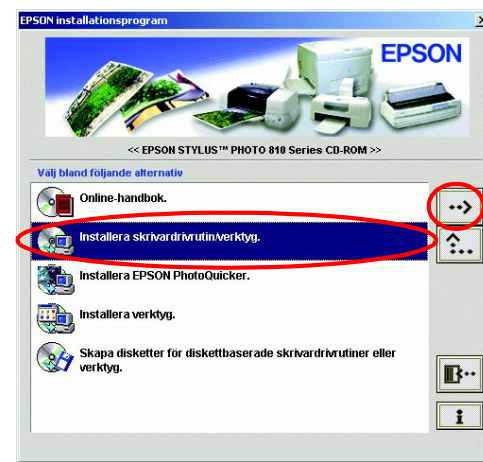 EPSON installationsprogram
EPSON
<< EPSON STYLUS™ PHOTO 810 Series CD-ROM >>
Välj bland följande alternativ
Online-handbok.
Installera skrivardrivrutin/verktyg.
Installera EPSON PhotoQuicker.
Installera verktyg.
Skapa disketter för diskettbaserade skrivardrivrutiner eller
verktyg.